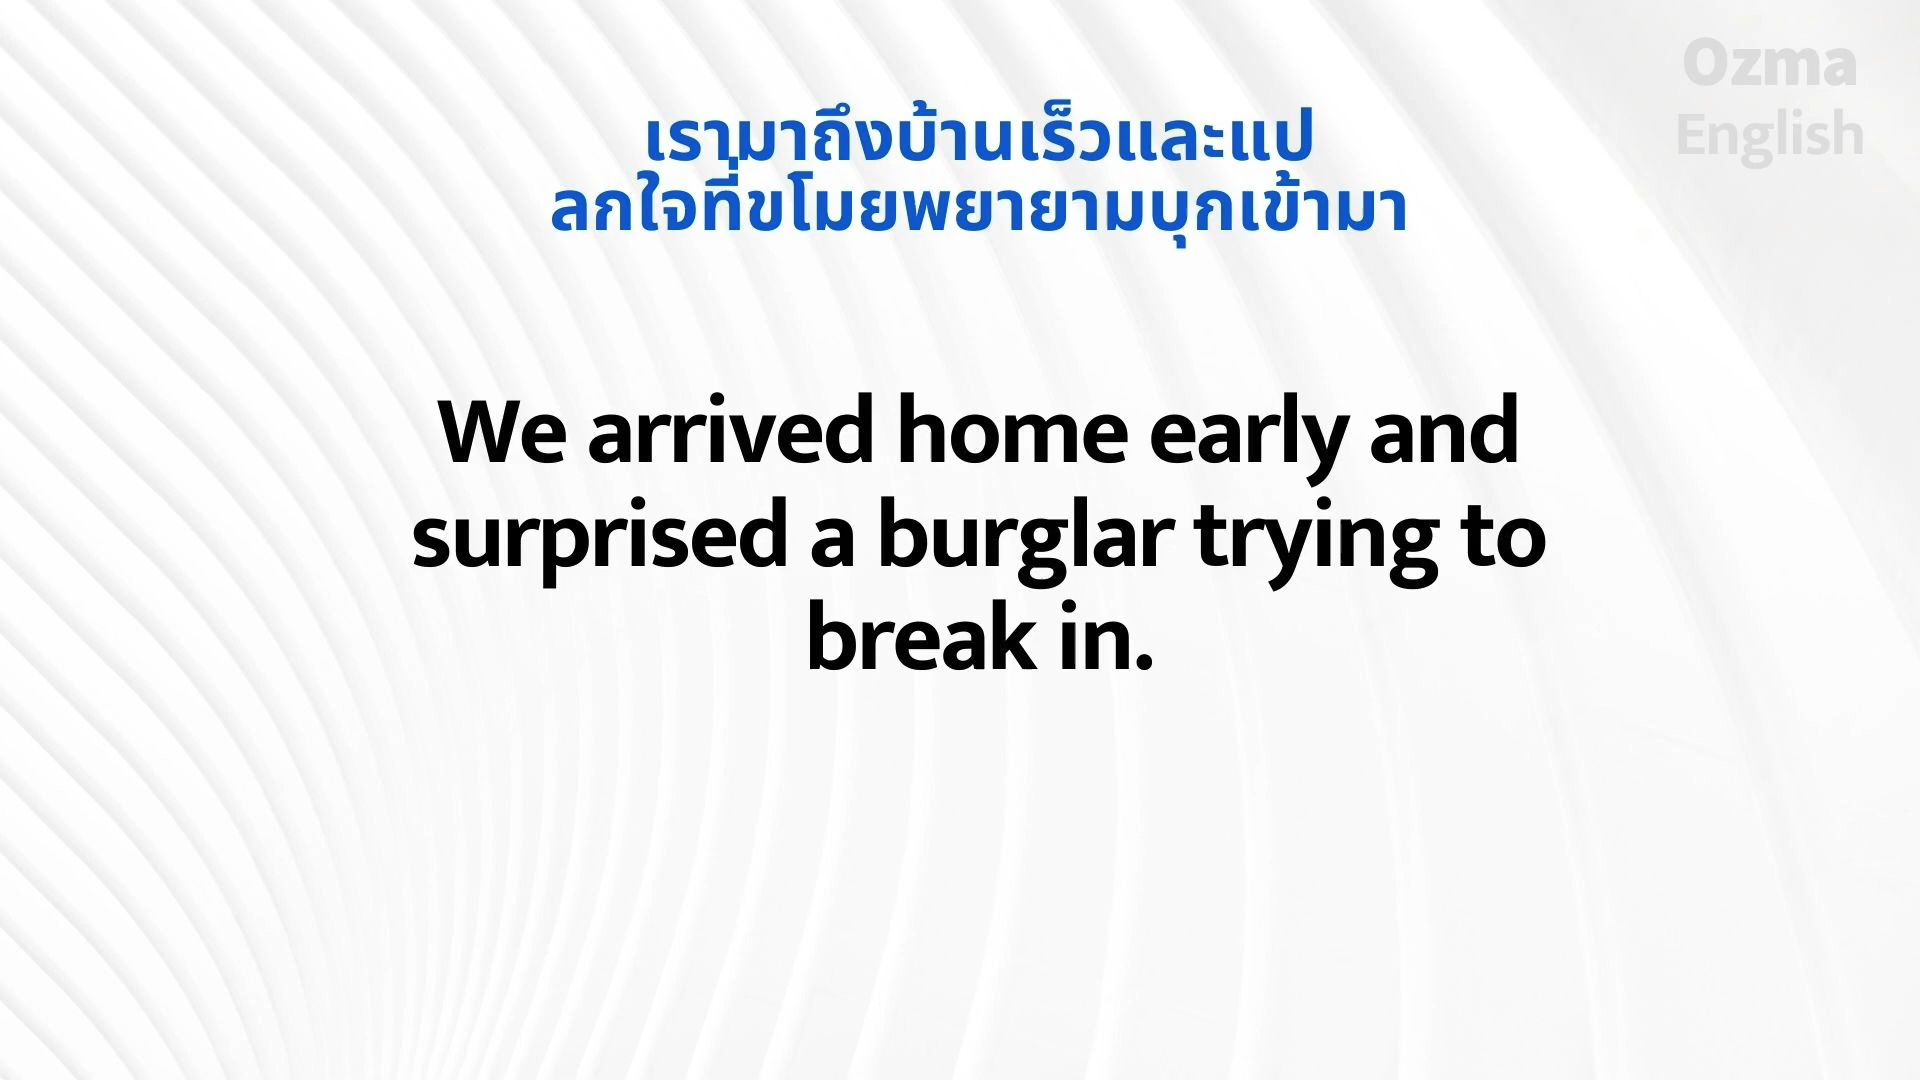 Ozma
English
เรามาถึงบ้านเร็วและแป
ลกใจที่ขโมยพยายามบุกเข้ามา
We arrived home early and
surprised a burglar trying to
break in.